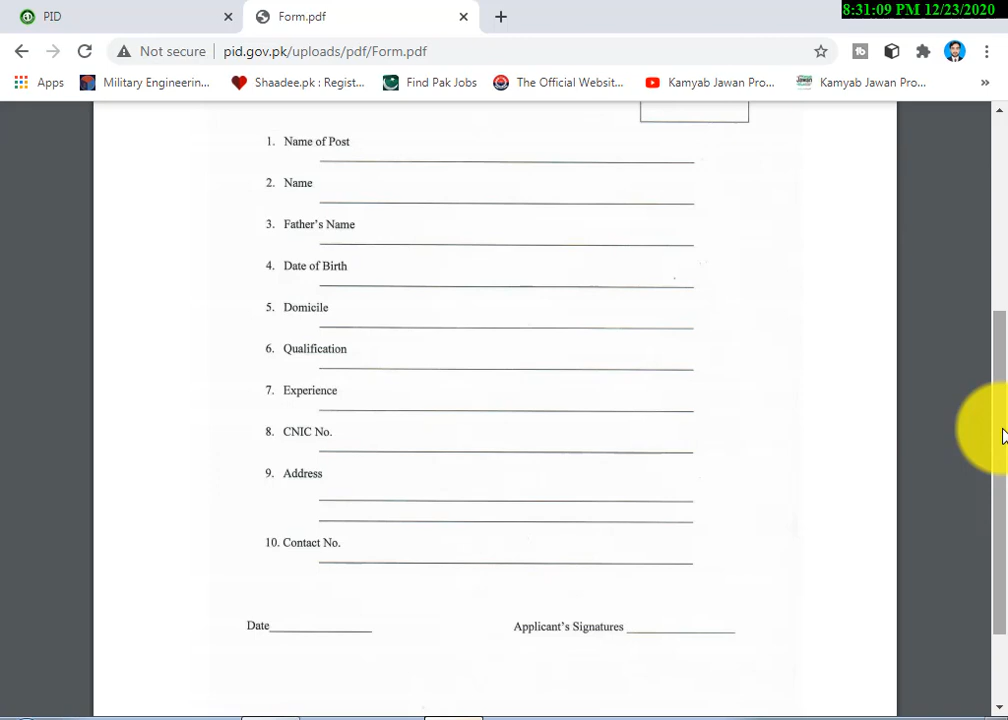 8:31:09 PM 12/23/2020
PID
Form.pdf
Not secure pid.gov.pk/uploads/pdf/Form.pdf
Apps Military Engineerin... Shaadee.pk : Regist... Find Pak Jobs The Official Websit... Kamyab Jawan Pro... Kamyab Jawan Pro... »
1. Name of Post
2. Name
3. Father's Name
4. Date of Birth
5. Domicile
6. Qualification
7. Experience
8. CNIC No.
9. Address
10. Contact No.
Date____________ Applicant's Signatures ____________